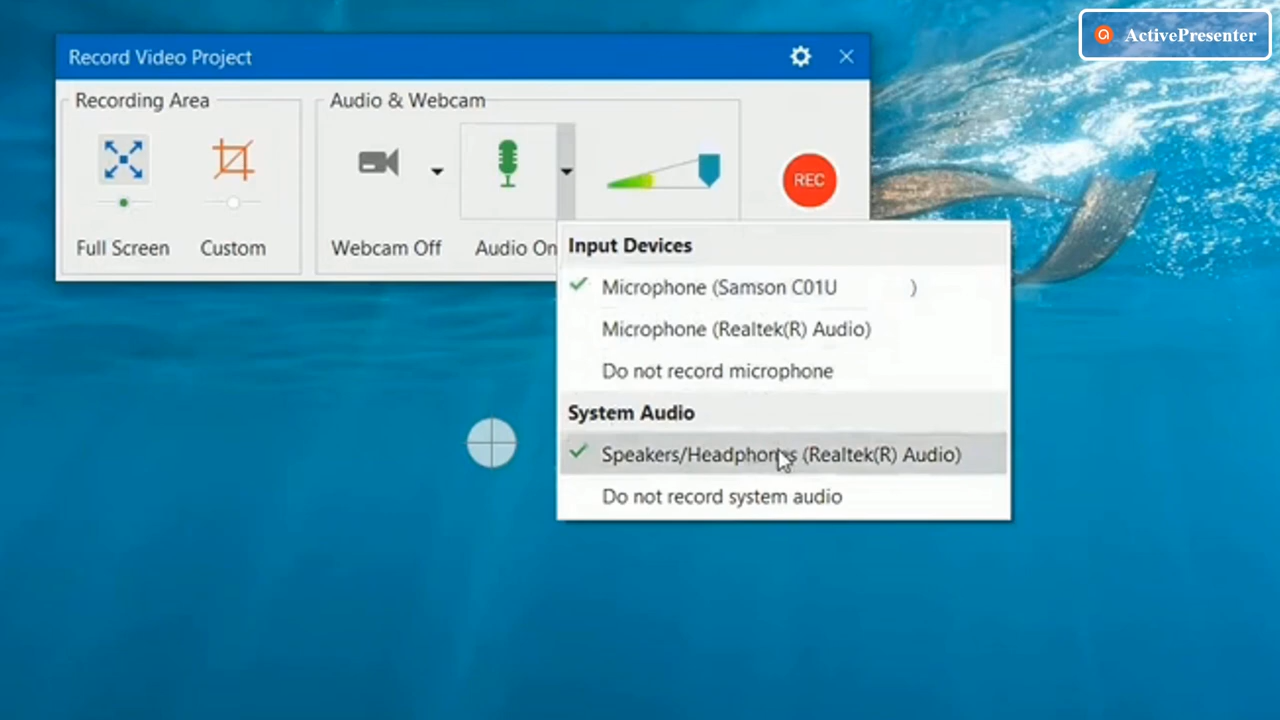 ActivePresenter
Record Video Project
Recording Area
Audio & Webcam
REC
Full Screen
Custom
Webcam Off
Audio On
Input Devices
Microphone (Samson C01U )
Microphone (Realtek(R) Audio)
Do not record microphone
System Audio
Speakers/Headphones (Realtek(R) Audio)
Do not record system audio